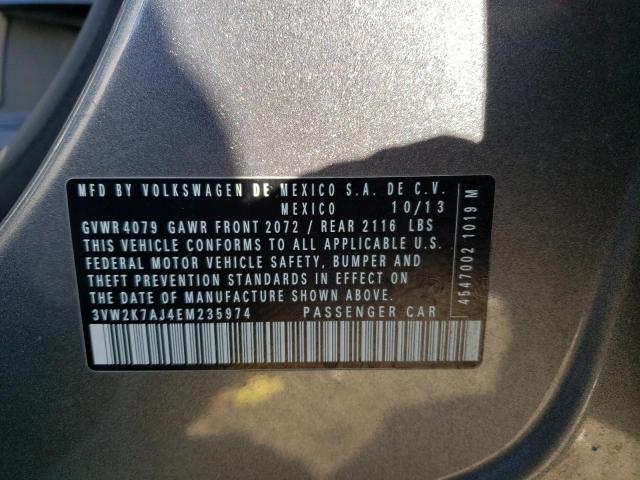 MFD BY VOLKSWAGEN DE MEXICO S.A. DE C.V.
MEXICO 10/13
GVWR4079 GAWR FRONT 2072 / REAR 2116 LBS
THIS VEHICLE CONFORMS TO ALL APPLICABLE U.S.
FEDERAL MOTOR VEHICLE SAFETY, BUMPER AND
THEFT PREVENTION STANDARDS IN EFFECT ON
THE DATE OF MANUFACTURE SHOWN ABOVE.
3VW2K7AJ4EM235974 PASSENGER CAR
4547002 1019 M